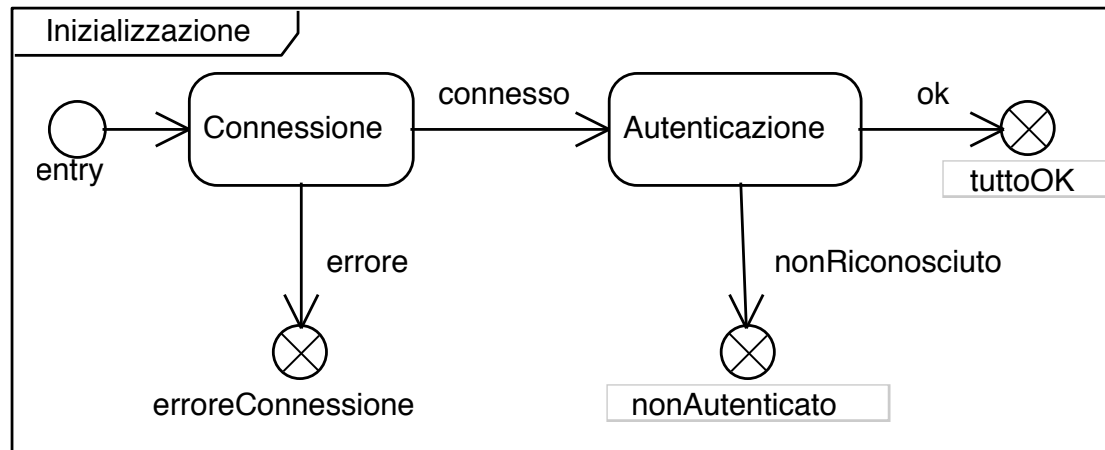 Inizializzazione
connesso
ok
Connessione
Autenticazione
entry
tuttoOK
errore
nonRiconosciuto
erroreConnessione
nonAutenticato